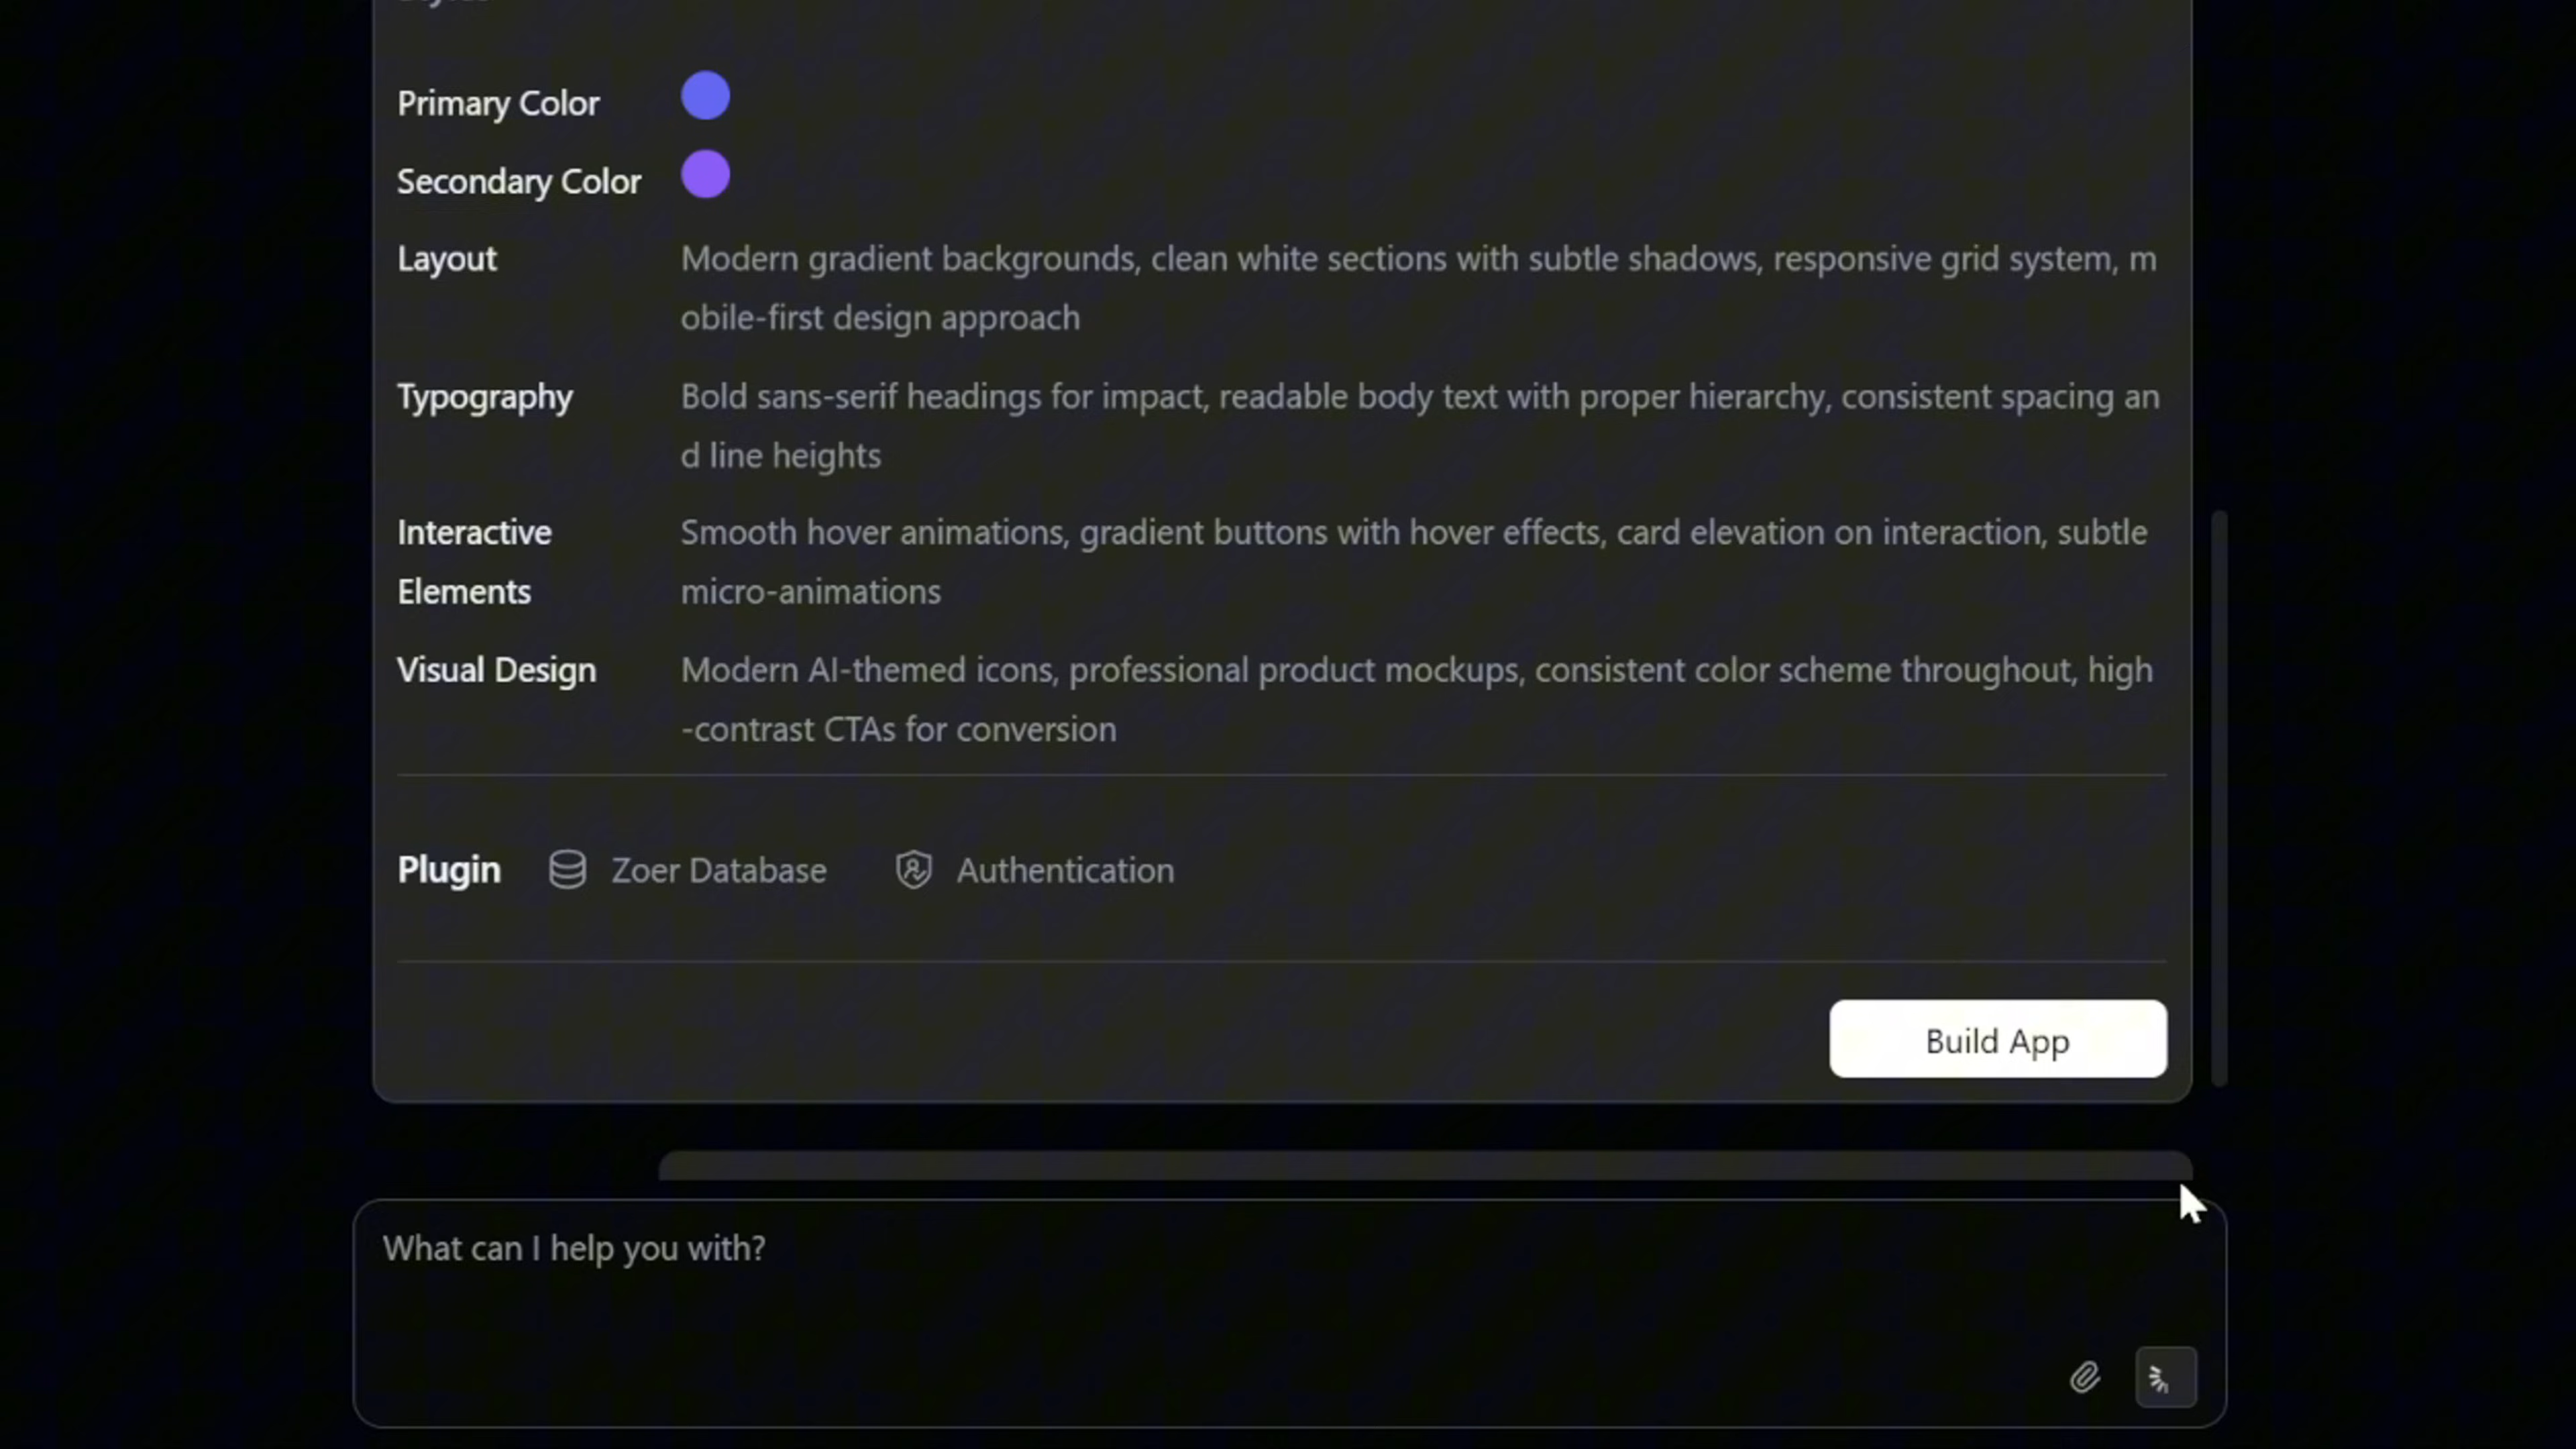 Primary Color
Secondary Color
Layout Modern gradient backgrounds, clean white sections with subtle shadows, responsive grid system, m
obile-first design approach
Typography Bold sans-serif headings for impact, readable body text with proper hierarchy, consistent spacing an
d line heights
Interactive Smooth hover animations, gradient buttons with hover effects, card elevation on interaction, subtle
Elements micro-animations
Visual Design Modern AI-themed icons, professional product mockups, consistent color scheme throughout, high
-contrast CTAs for conversion
Plugin Zoer Database Authentication
Build App
What can I help you with?